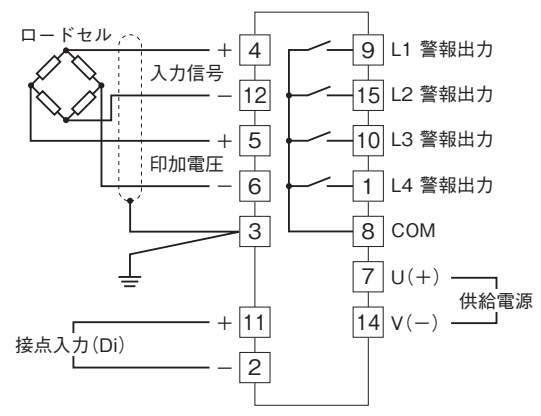 ロードセル
+ 4
入力信号
− 12
+ 5
印加電圧
− 6
3
+ 11
接点入力(Di)
− 2
9 L1 警報出力
15 L2 警報出力
10 L3 警報出力
1 L4 警報出力
8 COM
7 U(+)
供給電源
14 V(−)